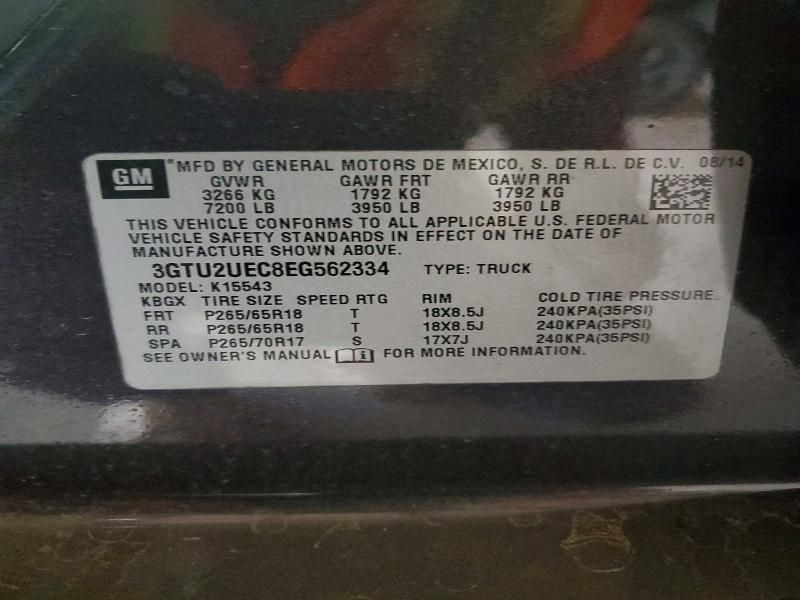 GM MFD BY GENERAL MOTORS DE MEXICO, S. DE R.L. DE C.V. 08/14
GVWR GAWR FRT GAWR RR
3266 KG 1792 KG 1792 KG
7200 LB 3950 LB 3950 LB
THIS VEHICLE CONFORMS TO ALL APPLICABLE U.S. FEDERAL MOTOR
VEHICLE SAFETY STANDARDS IN EFFECT ON THE DATE OF
MANUFACTURE SHOWN ABOVE.
3GTU2UEC8EG562334 TYPE: TRUCK
MODEL: K15543
KBGX TIRE SIZE SPEED RTG RIM COLD TIRE PRESSURE
FRT P265/65R18 T 18X8.5J 240KPA(35PSI)
RR P265/65R18 T 18X8.5J 240KPA(35PSI)
SPA P265/70R17 S 17X7J 240KPA(35PSI)
SEE OWNER'S MANUAL FOR MORE INFORMATION.